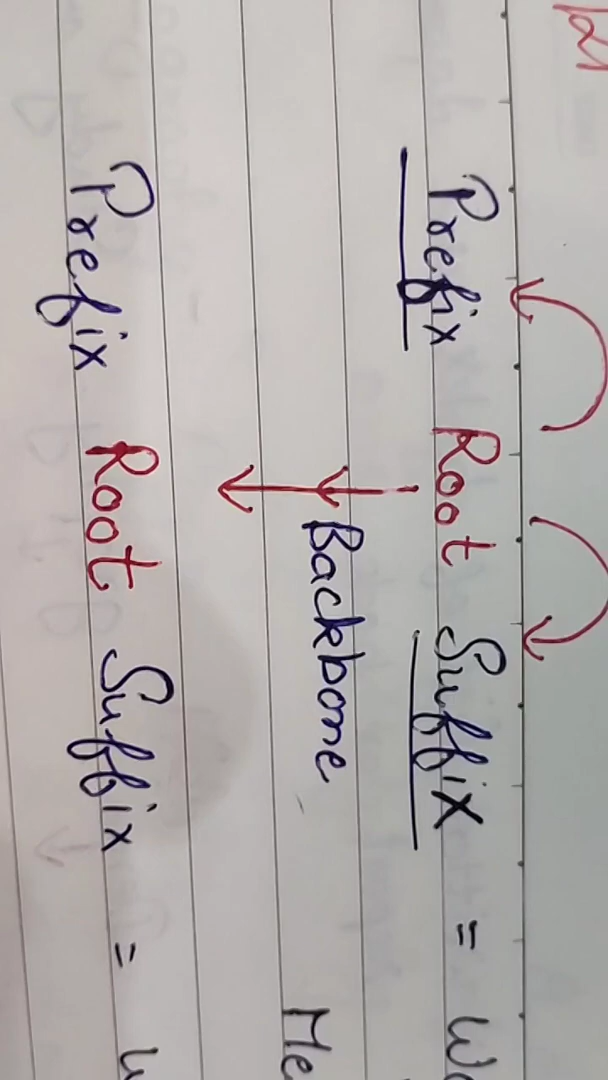 Prefix Root Suffix =
Backbone
Prefix Root Suffix =